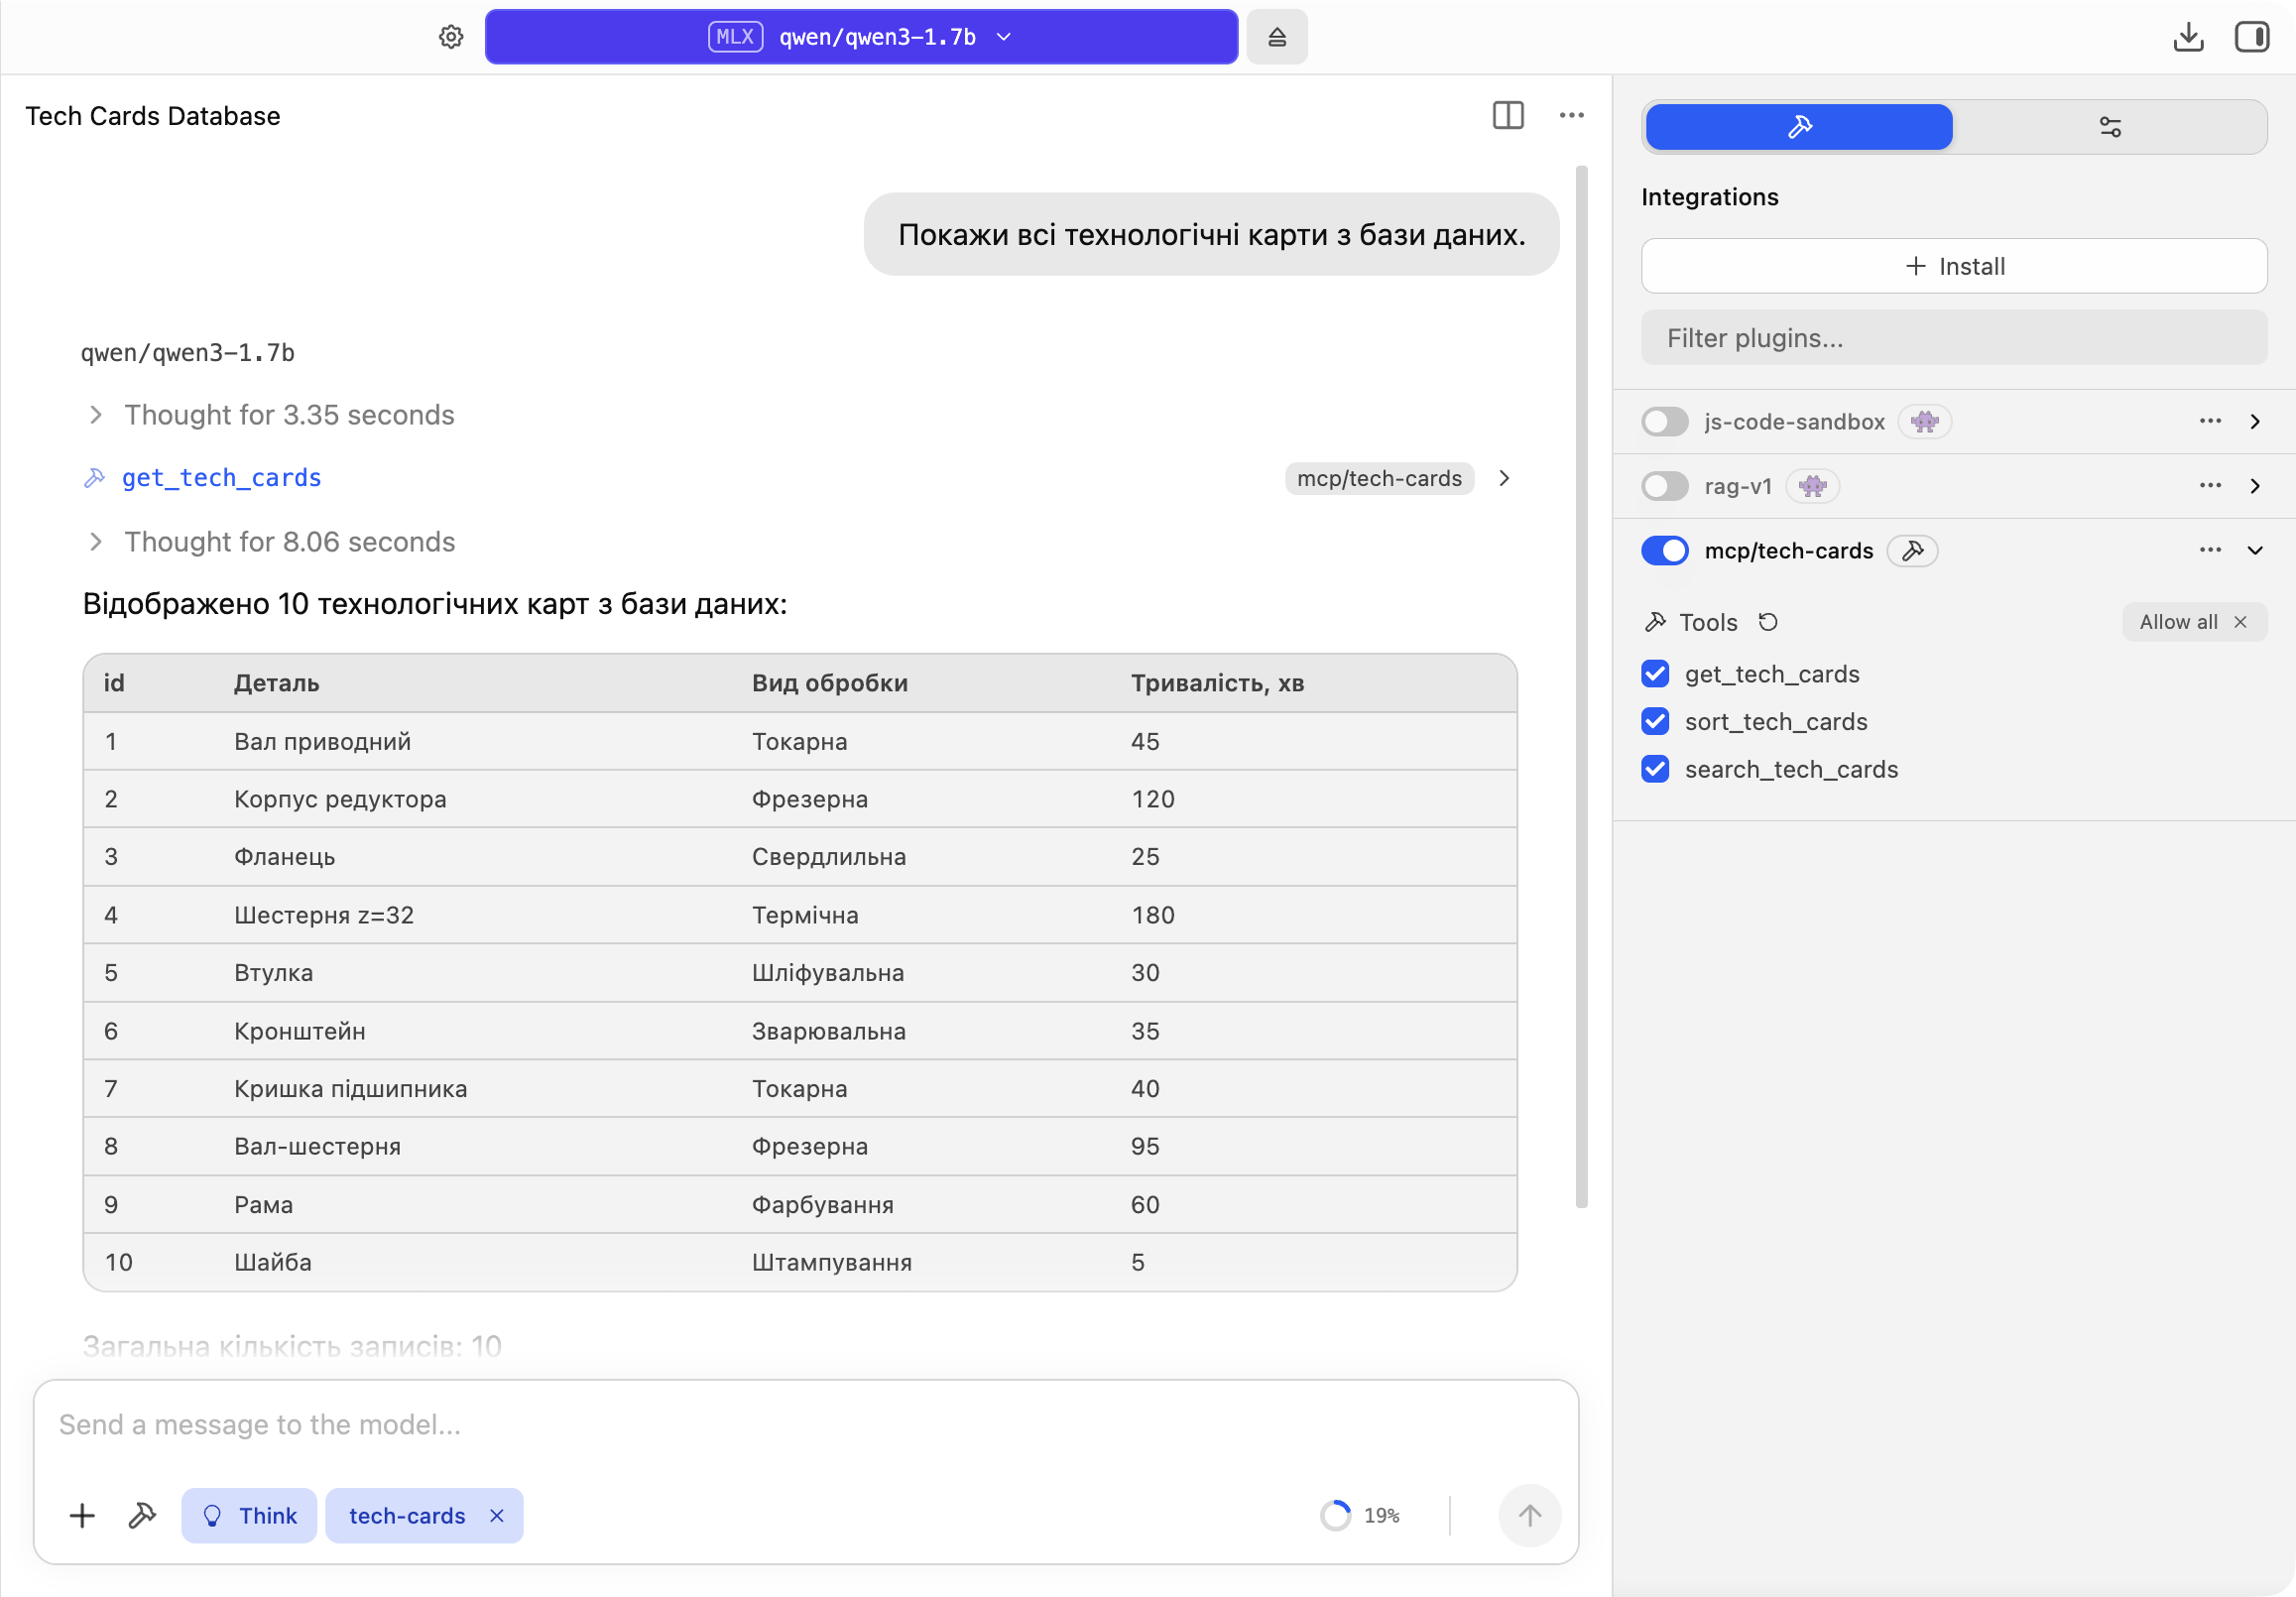 MLX qwen/qwen3-1.7b
Tech Cards Database
Покажи всі технологічні карти з бази даних.
qwen/qwen3-1.7b
Thought for 3.35 seconds
get_tech_cards mcp/tech-cards
Thought for 8.06 seconds
Відображено 10 технологічних карт з бази даних:
id Деталь Вид обробки Тривалість, хв
1 Вал приводний Токарна 45
2 Корпус редуктора Фрезерна 120
3 Фланець Свердлильна 25
4 Шестерня z=32 Термічна 180
5 Втулка Шліфувальна 30
6 Кронштейн Зварювальна 35
7 Кришка підшипника Токарна 40
8 Вал-шестерня Фрезерна 95
9 Рама Фарбування 60
10 Шайба Штампування 5
Загальна кількість записів: 10
Send a message to the model...
Think tech-cards 19%
Integrations
Install
Filter plugins...
js-code-sandbox
rag-v1
mcp/tech-cards
Tools Allow all
get_tech_cards
sort_tech_cards
search_tech_cards